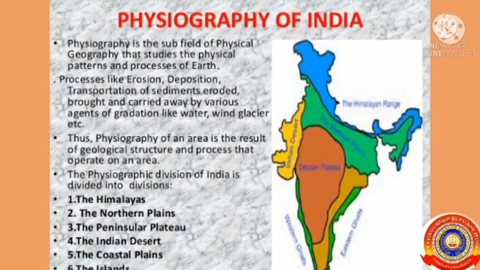 PHYSIOGRAPHY OF INDIA
• Physiography is the sub field of Physical
Geography that studies the physical
patterns and processes of Earth.
. Processes like Erosion, Deposition,
Transportation of sediments eroded,
brought and carried away by various
agents of gradation like water, wind glacier
etc.
• Thus, Physiography of an area is the result
of geological structure and process that
operate on an area.
• The Physiographic division of India is
divided into divisions:
• 1.The Himalayas
• 2. The Northern Plains
• 3.The Peninsular Plateau
• 4.The Indian Desert
• 5.The Coastal Plains
• 6.The Islands
The Himalayan Range
Deccan Plateau
Western Ghats
Eastern Ghats